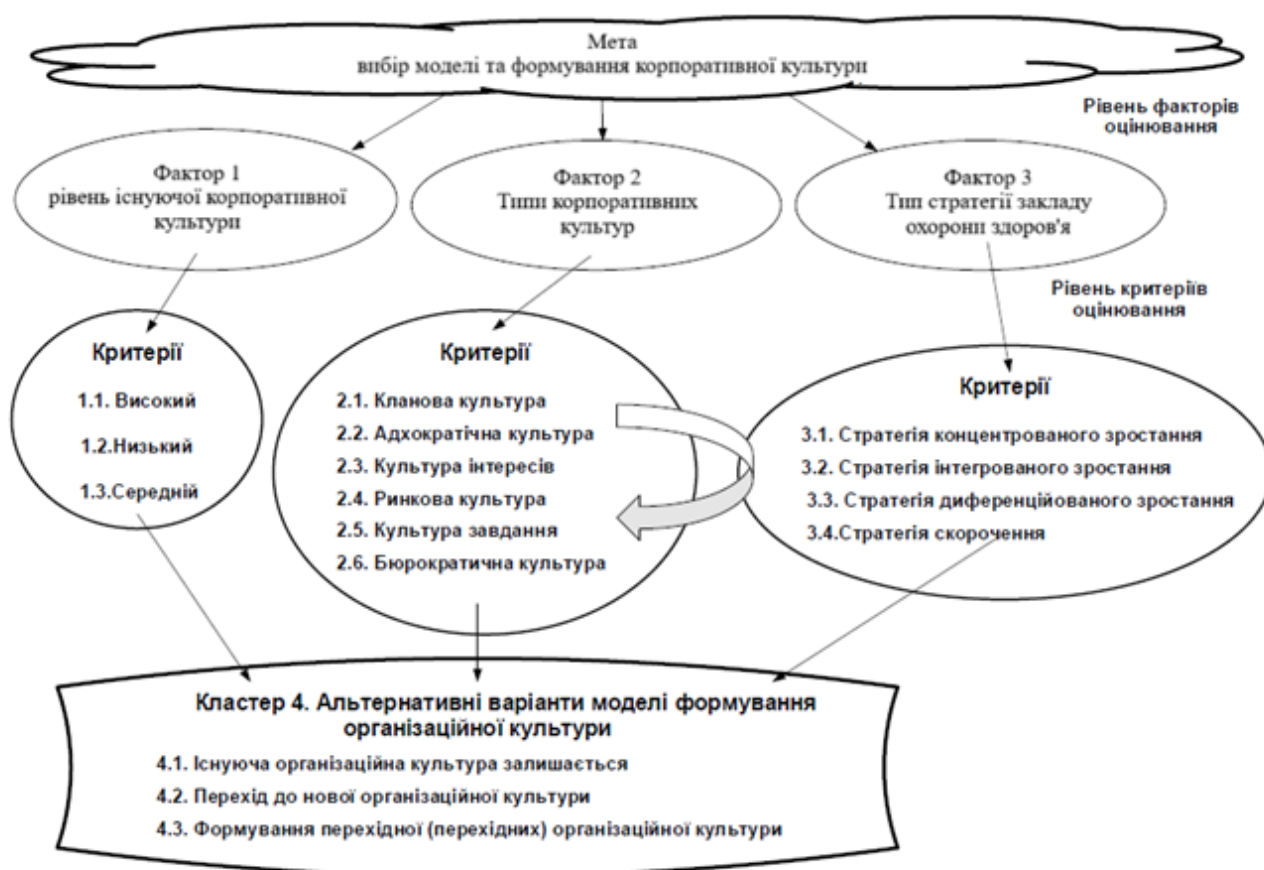 Мета
вибір моделі та формування корпоративної культури
Рівень факторів
оцінювання
Фактор 1
рівень існуючої корпоративної
культури
Фактор 2
Типи корпоративних
культур
Фактор 3
Тип стратегії закладу
охорони здоров'я
Рівень критеріїв
оцінювання
Критерії
1.1. Високий
1.2.Низький
1.3.Середній
Критерії
2.1. Кланова культура
2.2. Адхократічна культура
2.3. Культура інтересів
2.4. Ринкова культура
2.5. Культура завдання
2.6. Бюрократична культура
Критерії
3.1. Стратегія концентрованого зростання
3.2. Стратегія інтегрованого зростання
3.3. Стратегія диференційованого зростання
3.4.Стратегія скорочення
Кластер 4. Альтернативні варіанти моделі формування
організаційної культури
4.1. Існуюча організаційна культура залишається
4.2. Перехід до нової організаційної культури
4.3. Формування перехідної (перехідних) організаційної культури